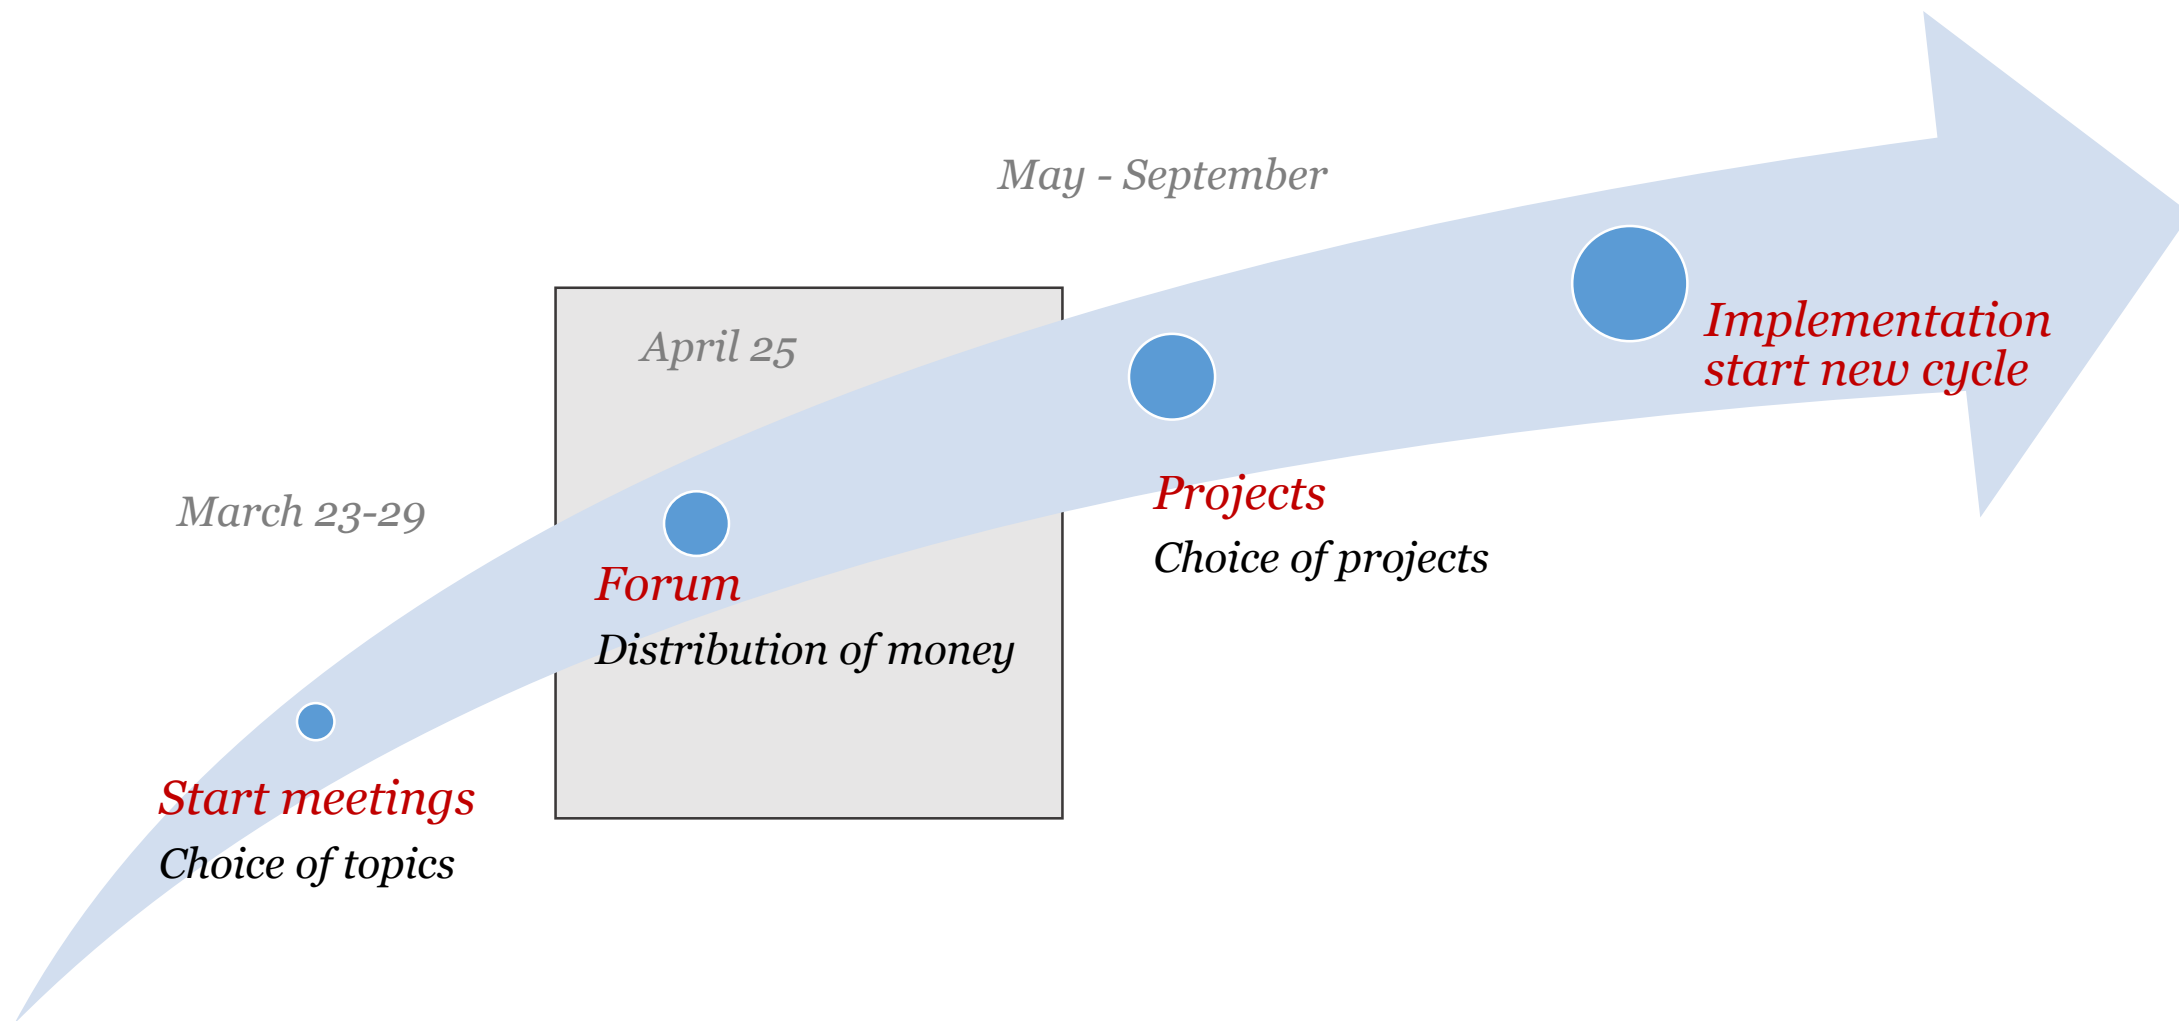 March 23-29
Start meetings
Choice of topics
April 25
Forum
Distribution of money
May - September
Projects
Choice of projects
Implementation
start new cycle